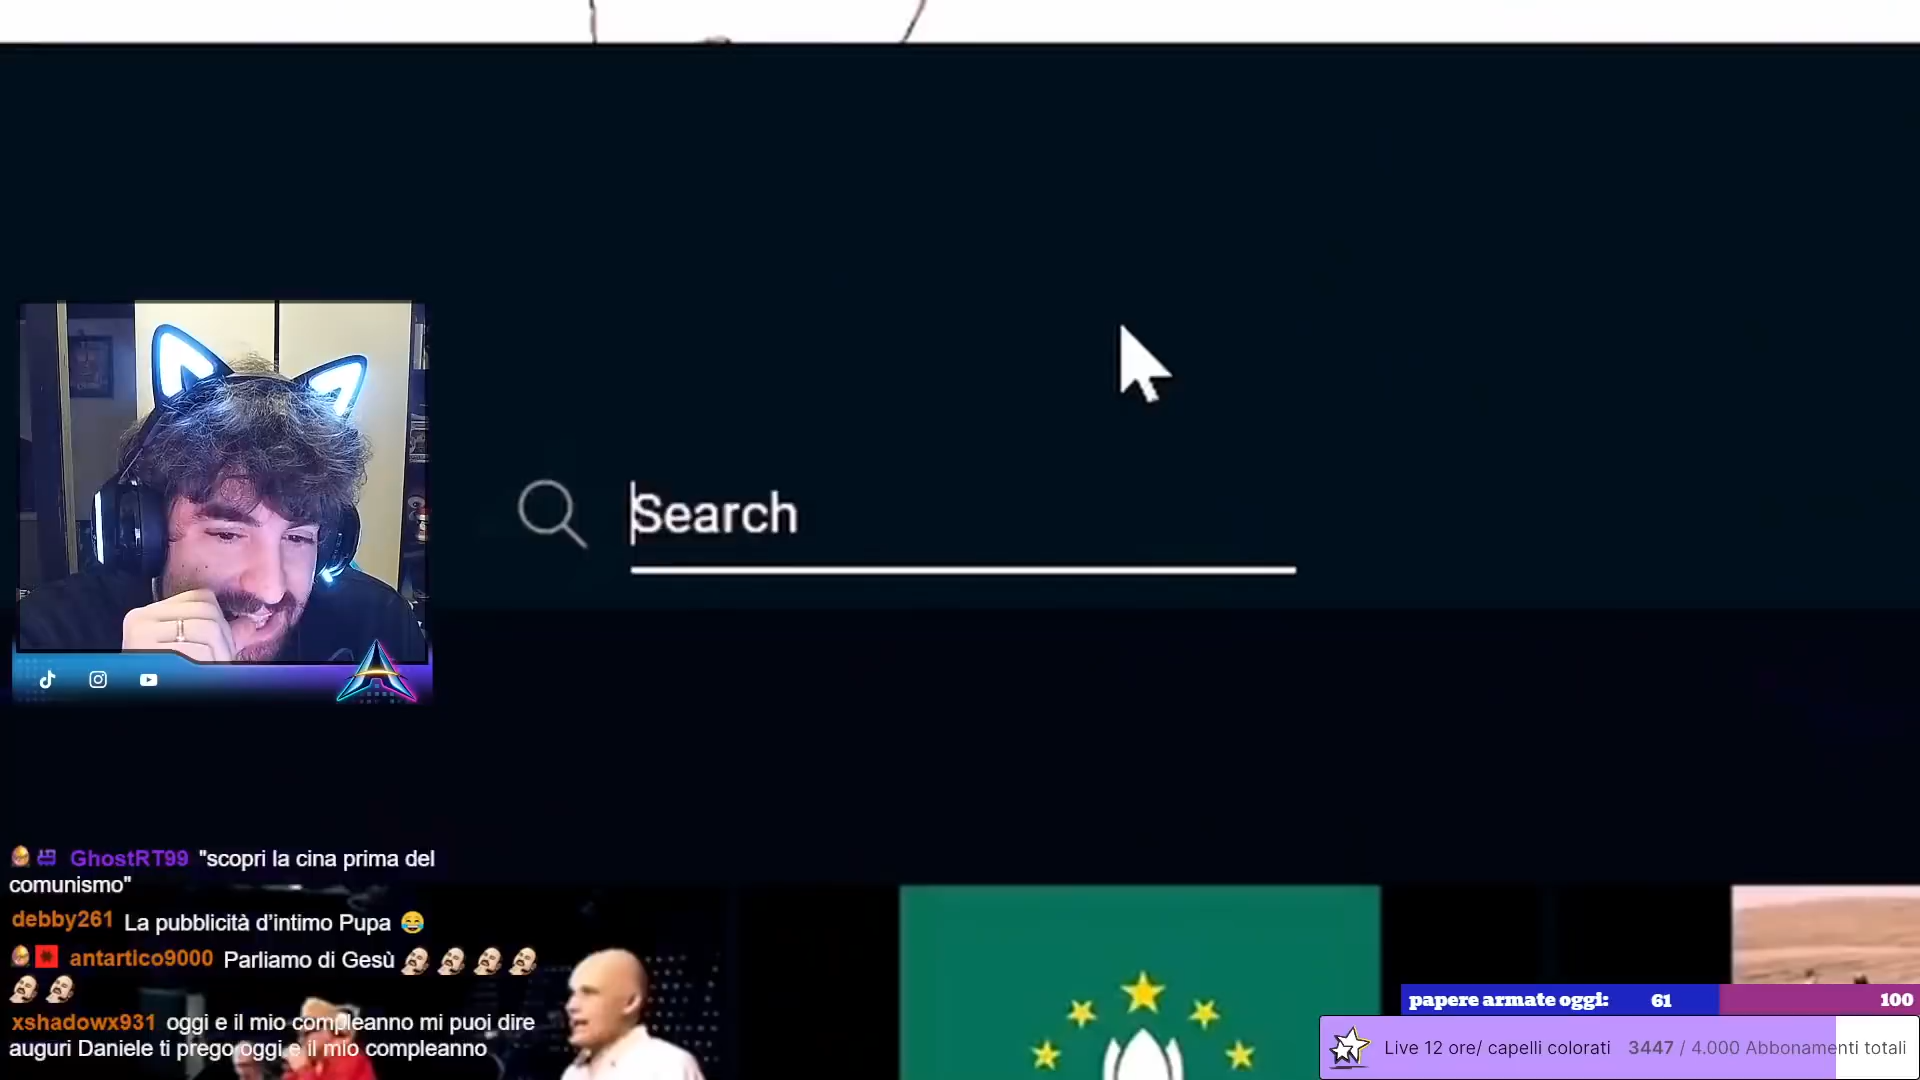 Search
GhostRT99 "scopri la cina prima del
comunismo"
debby261 La pubblicità d'intimo Pupa 😂
antartico9000 Parliamo di Gesù
xshadowx931 oggi e il mio compleanno mi puoi dire
auguri Daniele ti prego oggi e il mio compleanno
papere armate oggi: 61 100
Live 12 ore/ capelli colorati 3447 / 4.000 Abbonamenti totali